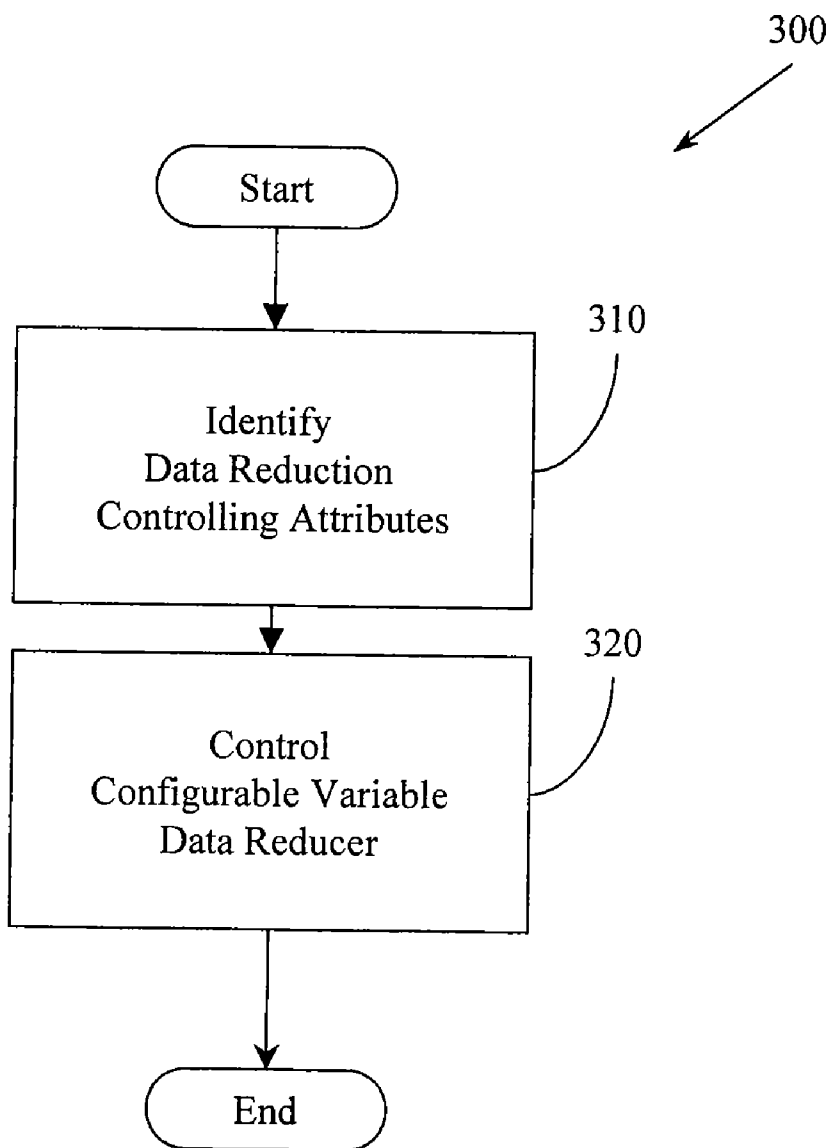 300
Start
310
Identify
Data Reduction
Controlling Attributes
320
Control
Configurable Variable
Data Reducer
End